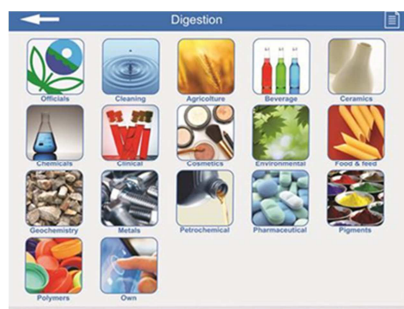 Digestion
Officials Cleaning Agriculture Beverage Ceramics
Chemicals Clinical Cosmetics Environmental Food & feed
Geochemistry Metals Petrochemical Pharmaceutical Pigments
Polymers Own